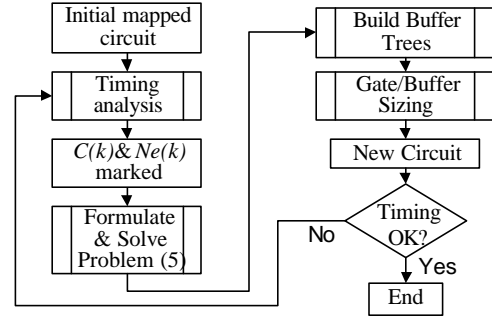 Initial mapped
circuit
Timing
analysis
C(k)& Ne(k)
marked
Formulate
& Solve
Problem (5)
Build Buffer
Trees
Gate/Buffer
Sizing
New Circuit
Timing
OK?
No
Yes
End